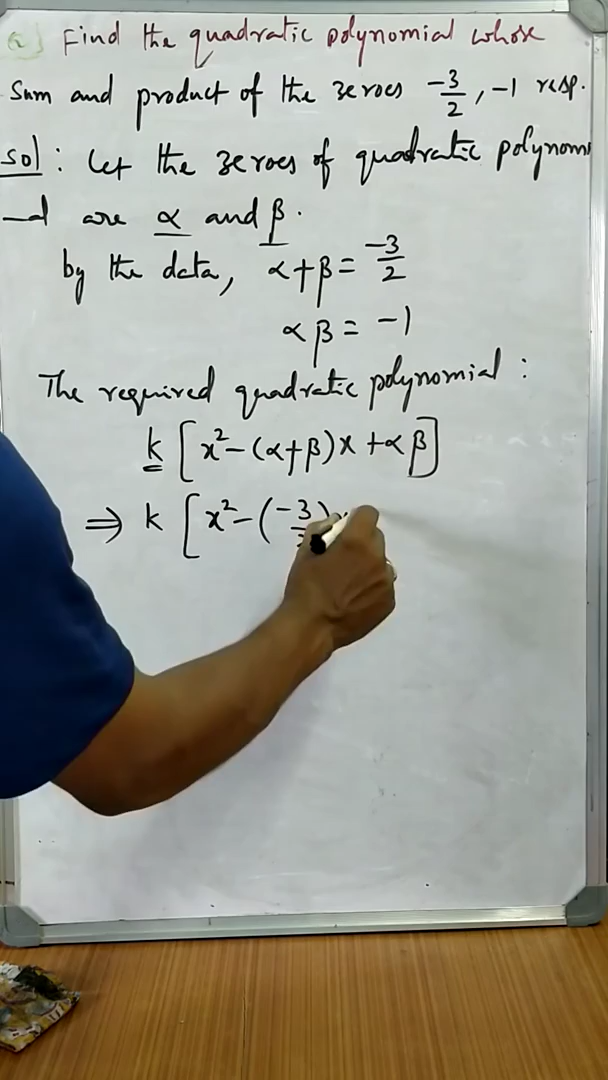 Q) Find the quadratic polynomial whose
Sum and product of the zeroes -3/2, -1 resp.
Sol: Let the zeroes of quadratic polynomi
-al are α and β.
by the data, α+β = -3/2
αβ = -1
The required quadratic polynomial:
k [x²-(α+β)x+αβ]
⇒ k [x²-(-3